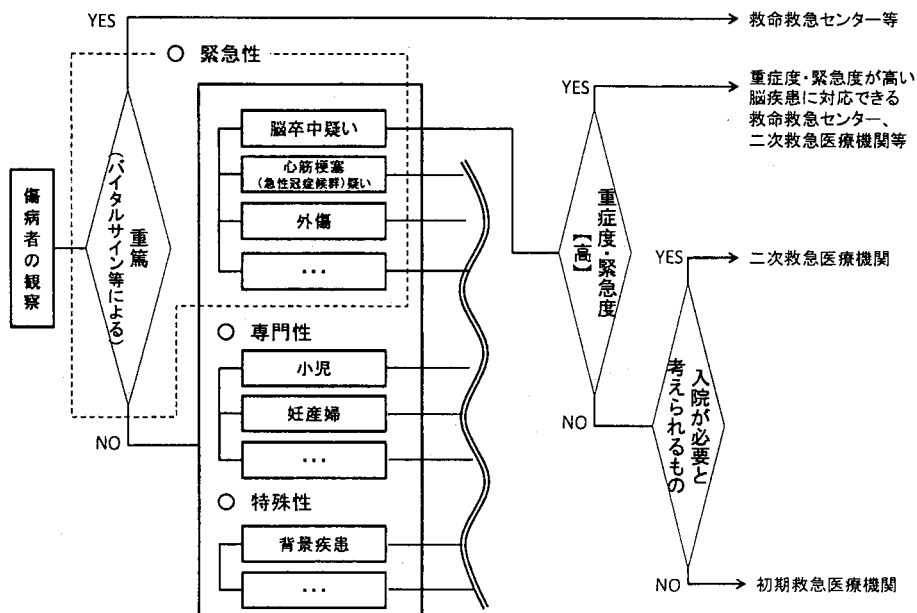 YES
救命救急センター等
○ 緊急性
傷病者の観察
重篤
(バイタルサイン等による)
脳卒中疑い
心筋梗塞
(急性冠症候群)疑い
外傷
…
YES
重症度・緊急度が高い
脳疾患に対応できる
救命救急センター、
二次救急医療機関等
重症度・緊急度
【高】
NO
○ 専門性
小児
妊産婦
…
○ 特殊性
背景疾患
…
NO
YES
二次救急医療機関
入院が必要と
考えられるもの
NO
初期救急医療機関